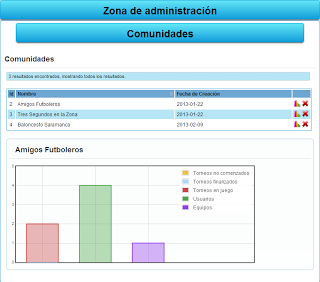 Zona de administración
Comunidades
Comunidades
3 resultados encontrados, mostrando todos los resultados.
Id Nombre Fecha de Creación
2 Amigos Futboleros 2013-01-22
3 Tres Segundos en la Zona 2013-01-22
4 Baloncesto Salamanca 2013-02-09
Amigos Futboleros
5
4
3
2
1
0
Torneos no comenzados
Torneos finalizados
Torneos en juego
Usuarios
Equipos